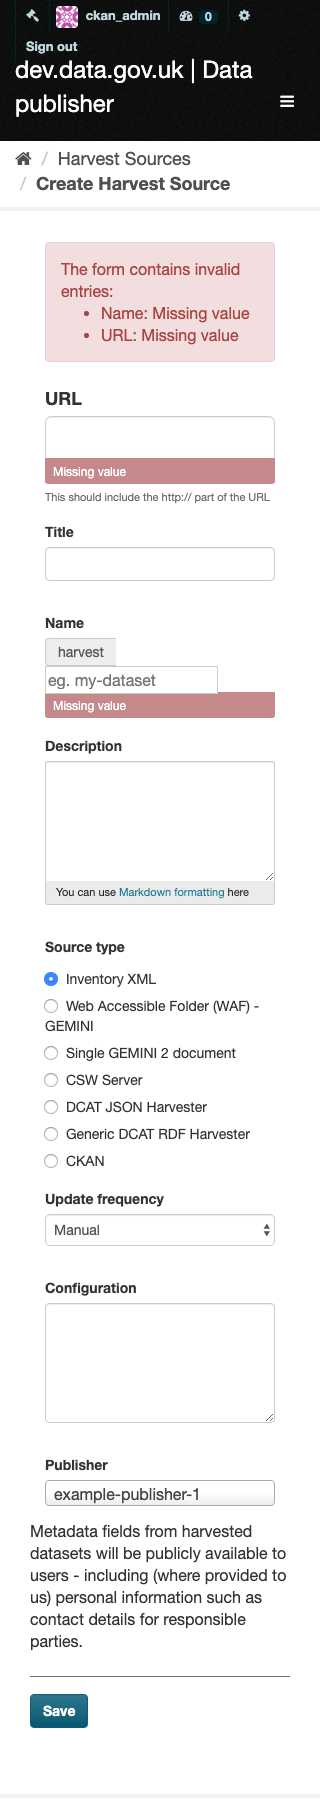 ckan_admin 0
Sign out
dev.data.gov.uk | Data
publisher
/ Harvest Sources
/ Create Harvest Source
The form contains invalid
entries:
• Name: Missing value
• URL: Missing value
URL
Missing value
This should include the http:// part of the URL
Title
Name
harvest
eg. my-dataset
Missing value
Description
You can use Markdown formatting here
Source type
Inventory XML
Web Accessible Folder (WAF) -
GEMINI
Single GEMINI 2 document
CSW Server
DCAT JSON Harvester
Generic DCAT RDF Harvester
CKAN
Update frequency
Manual
Configuration
Publisher
example-publisher-1
Metadata fields from harvested
datasets will be publicly available to
users - including (where provided to
us) personal information such as
contact details for responsible
parties.
Save